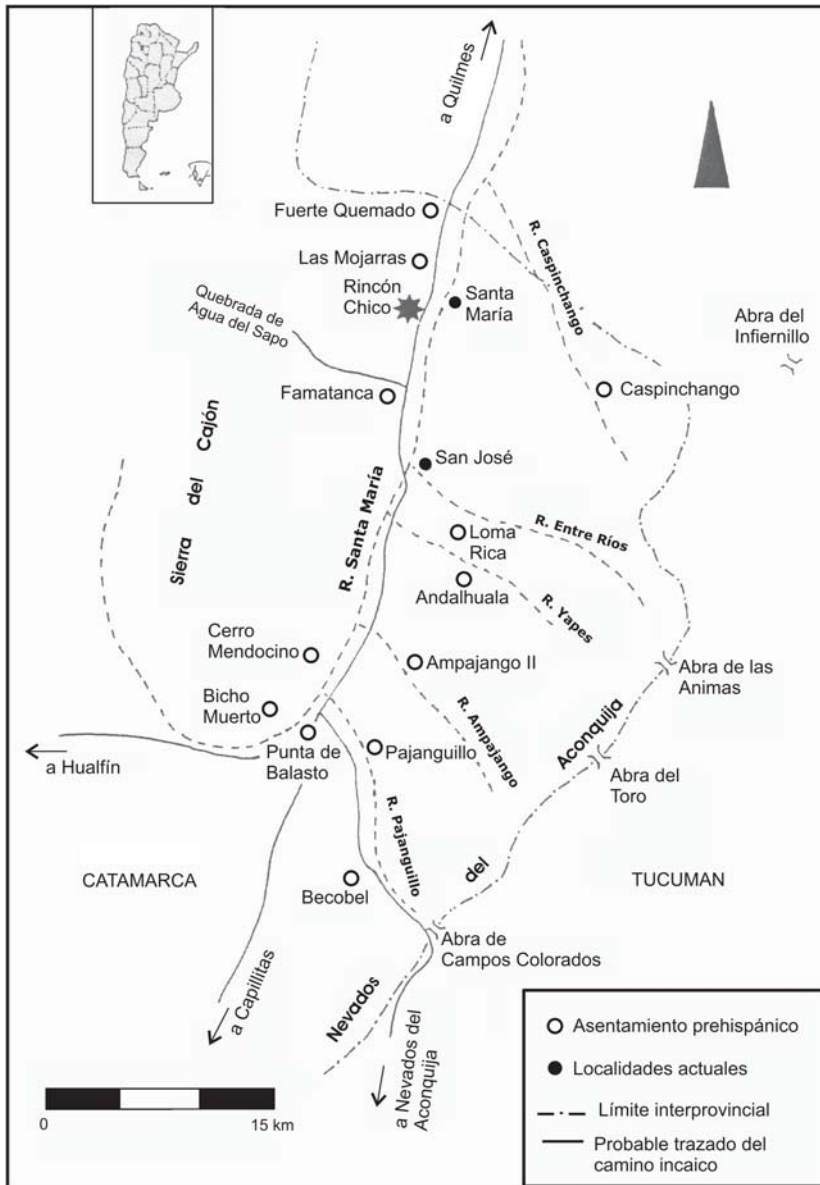 a Quilmes
Fuerte Quemado
Las Mojarras
Rincón
Chico
Santa
María
R. Caspinchango
Abra del
Infiernillo
Quebrada de
Agua del Sapo
Famatanca
Caspinchango
Sierra del Cajón
San José
R. Santa María
Loma
Rica
R. Entre Ríos
Andalhuala
R. Yapes
Cerro
Mendocino
Ampajango II
Abra de las
Animas
Bicho
Muerto
R. Ampajango
Aconquija
a Hualfín
Punta de
Balasto
Pajanguillo
Abra del
Toro
R. Pajanguillo
CATAMARCA
Becobel
del
TUCUMAN
Abra de
Campos Colorados
a Capillitas
Nevados
a Nevados del
Aconquija
0
15 km
Asentamiento prehispánico
Localidades actuales
Límite interprovincial
Probable trazado del
camino incaico